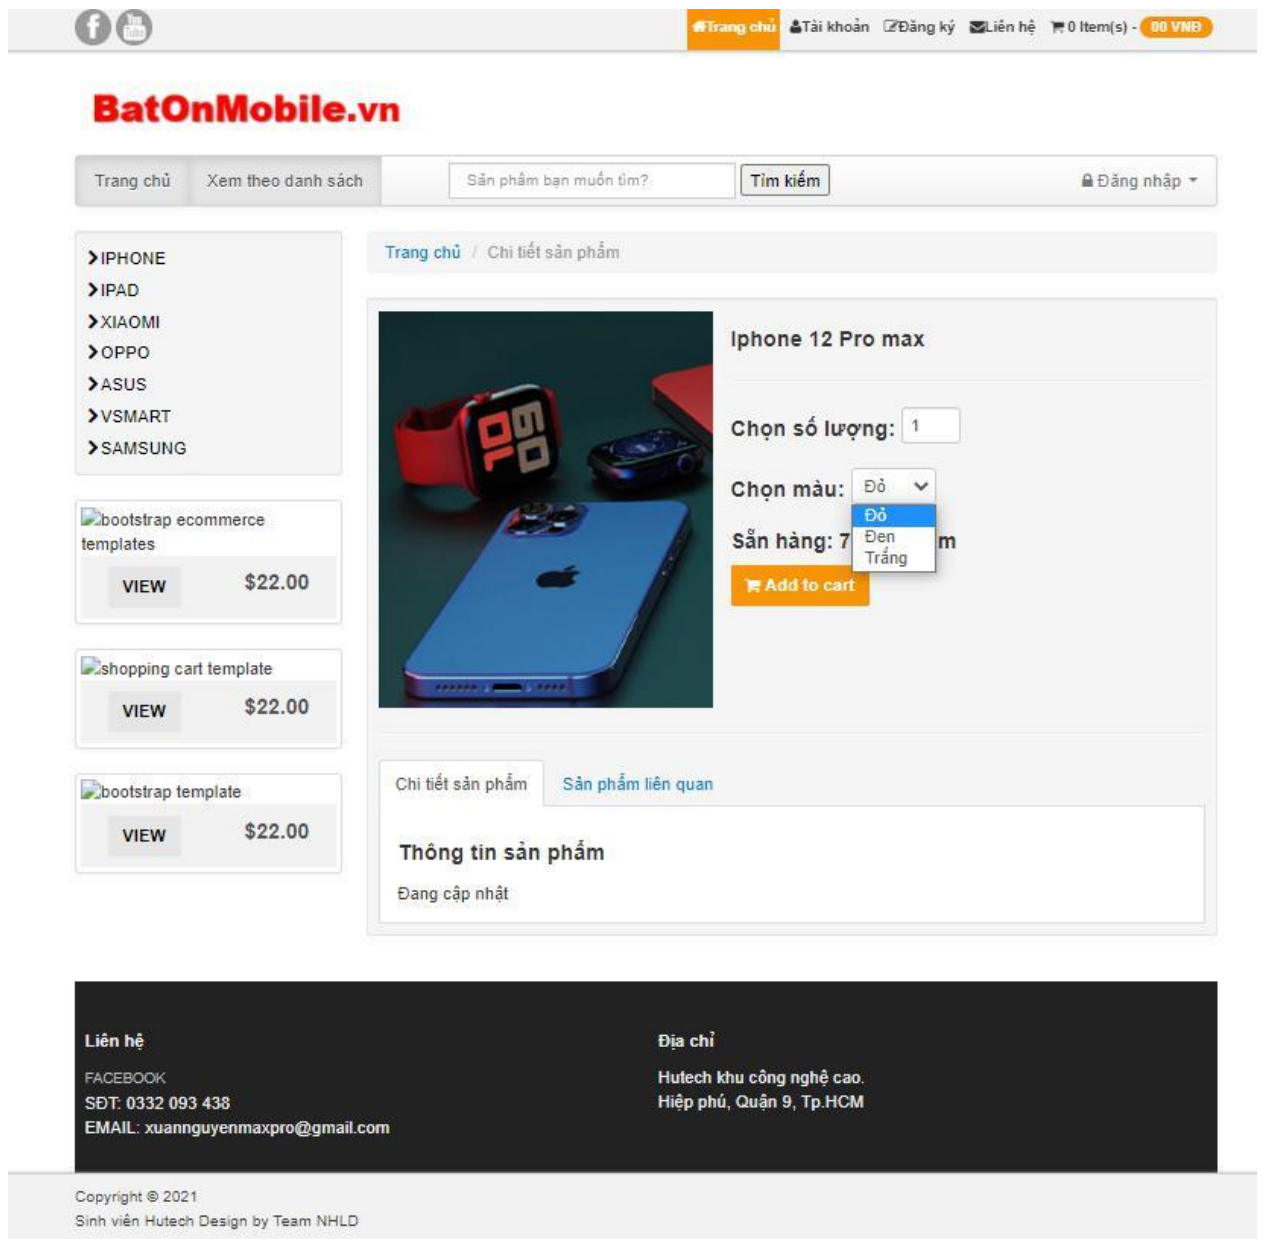 Trang chủ Tài khoản Đăng ký Liên hệ 0 Item(s) - 00 VNĐ
BatOnMobile.vn
Trang chủ Xem theo danh sách Sản phẩm bạn muốn tìm? Tìm kiếm Đăng nhập
IPHONE
IPAD
XIAOMI
OPPO
ASUS
VSMART
SAMSUNG
bootstrap ecommerce
templates
VIEW $22.00
shopping cart template
VIEW $22.00
bootstrap template
VIEW $22.00
Trang chủ / Chi tiết sản phẩm
Iphone 12 Pro max
Chọn số lượng: 1
Chọn màu: Đỏ
Đỏ
Đen
Trắng
Sẵn hàng: 7
Add to cart
Chi tiết sản phẩm Sản phẩm liên quan
Thông tin sản phẩm
Đang cập nhật
Liên hệ
FACEBOOK
SĐT: 0332 093 438
EMAIL: xuannguyenmaxpro@gmail.com
Địa chỉ
Hutech khu công nghệ cao.
Hiệp phú, Quận 9, Tp.HCM
Copyright © 2021
Sinh viên Hutech Design by Team NHLD